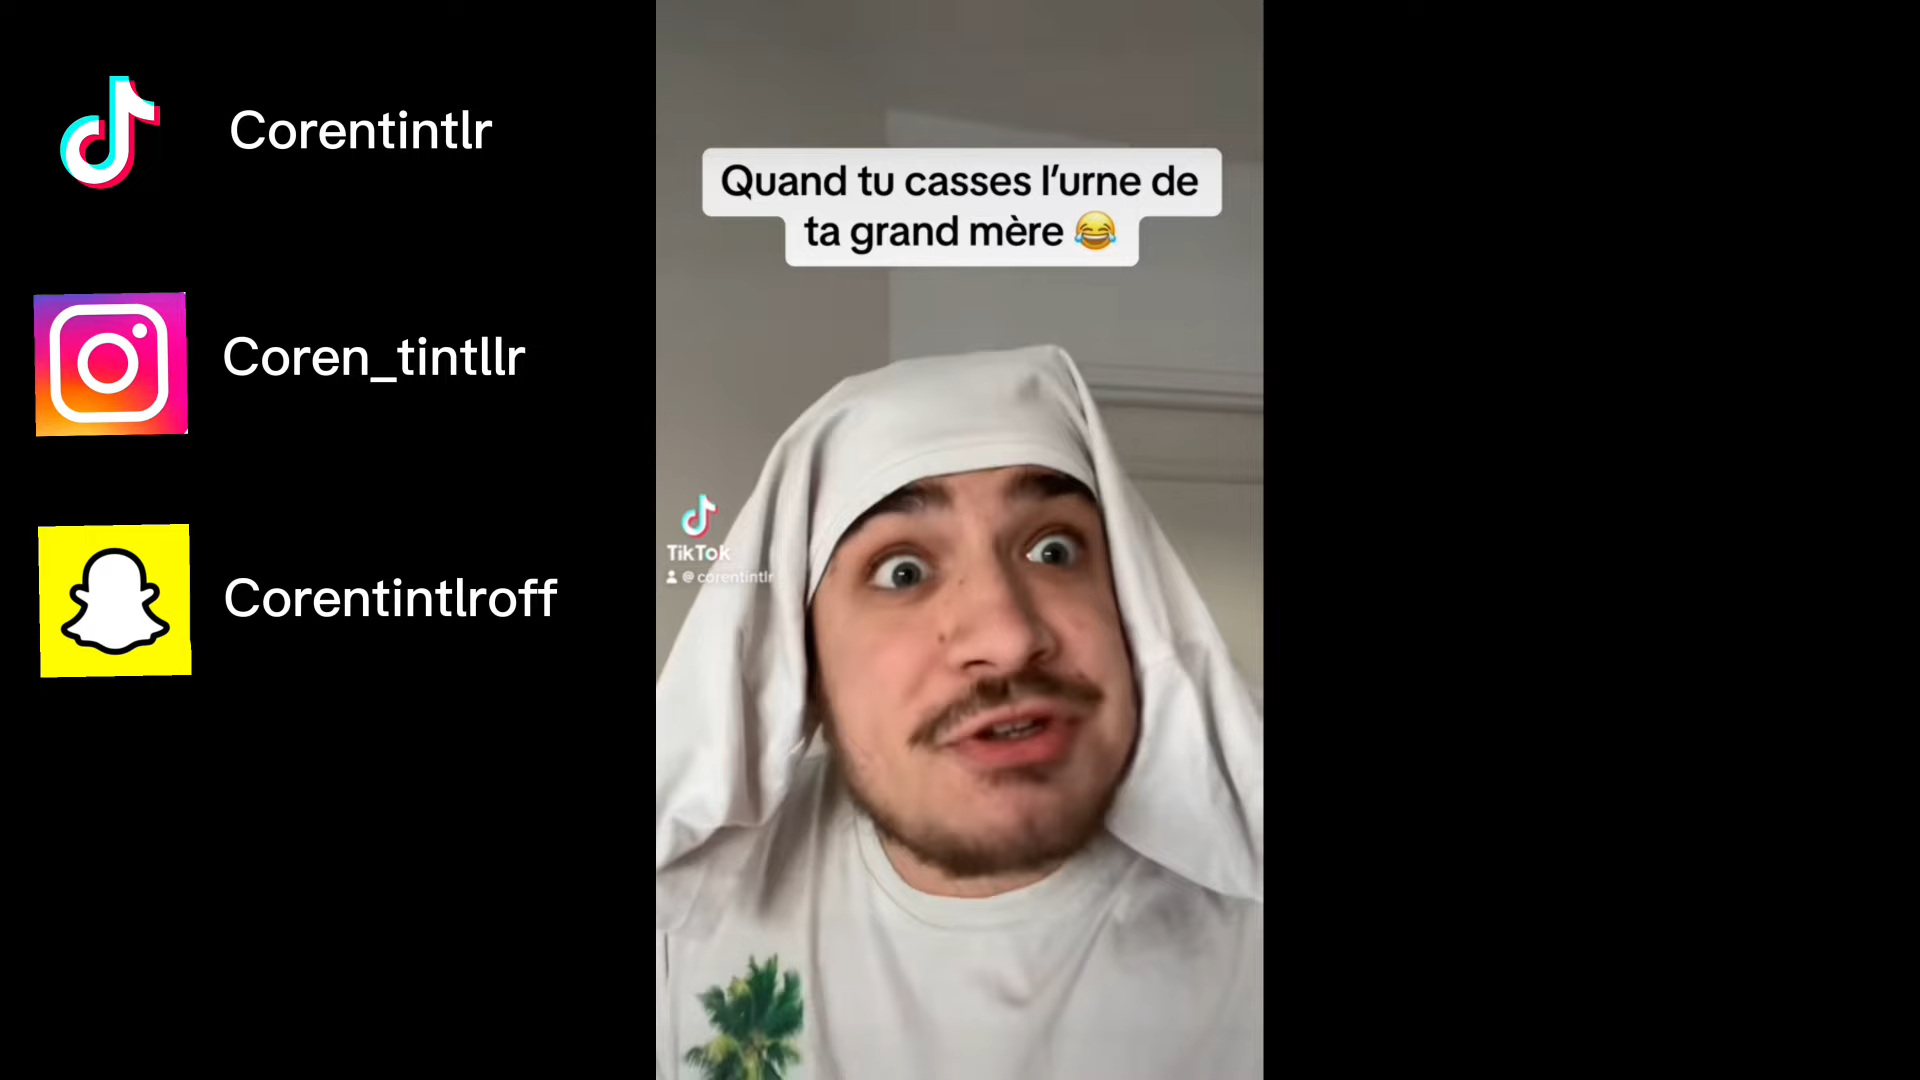 Corentintlr
Coren_tintllr
Corentintlroff
Quand tu casses l’urne de
ta grand mère 😂
TikTok
@corentintlr